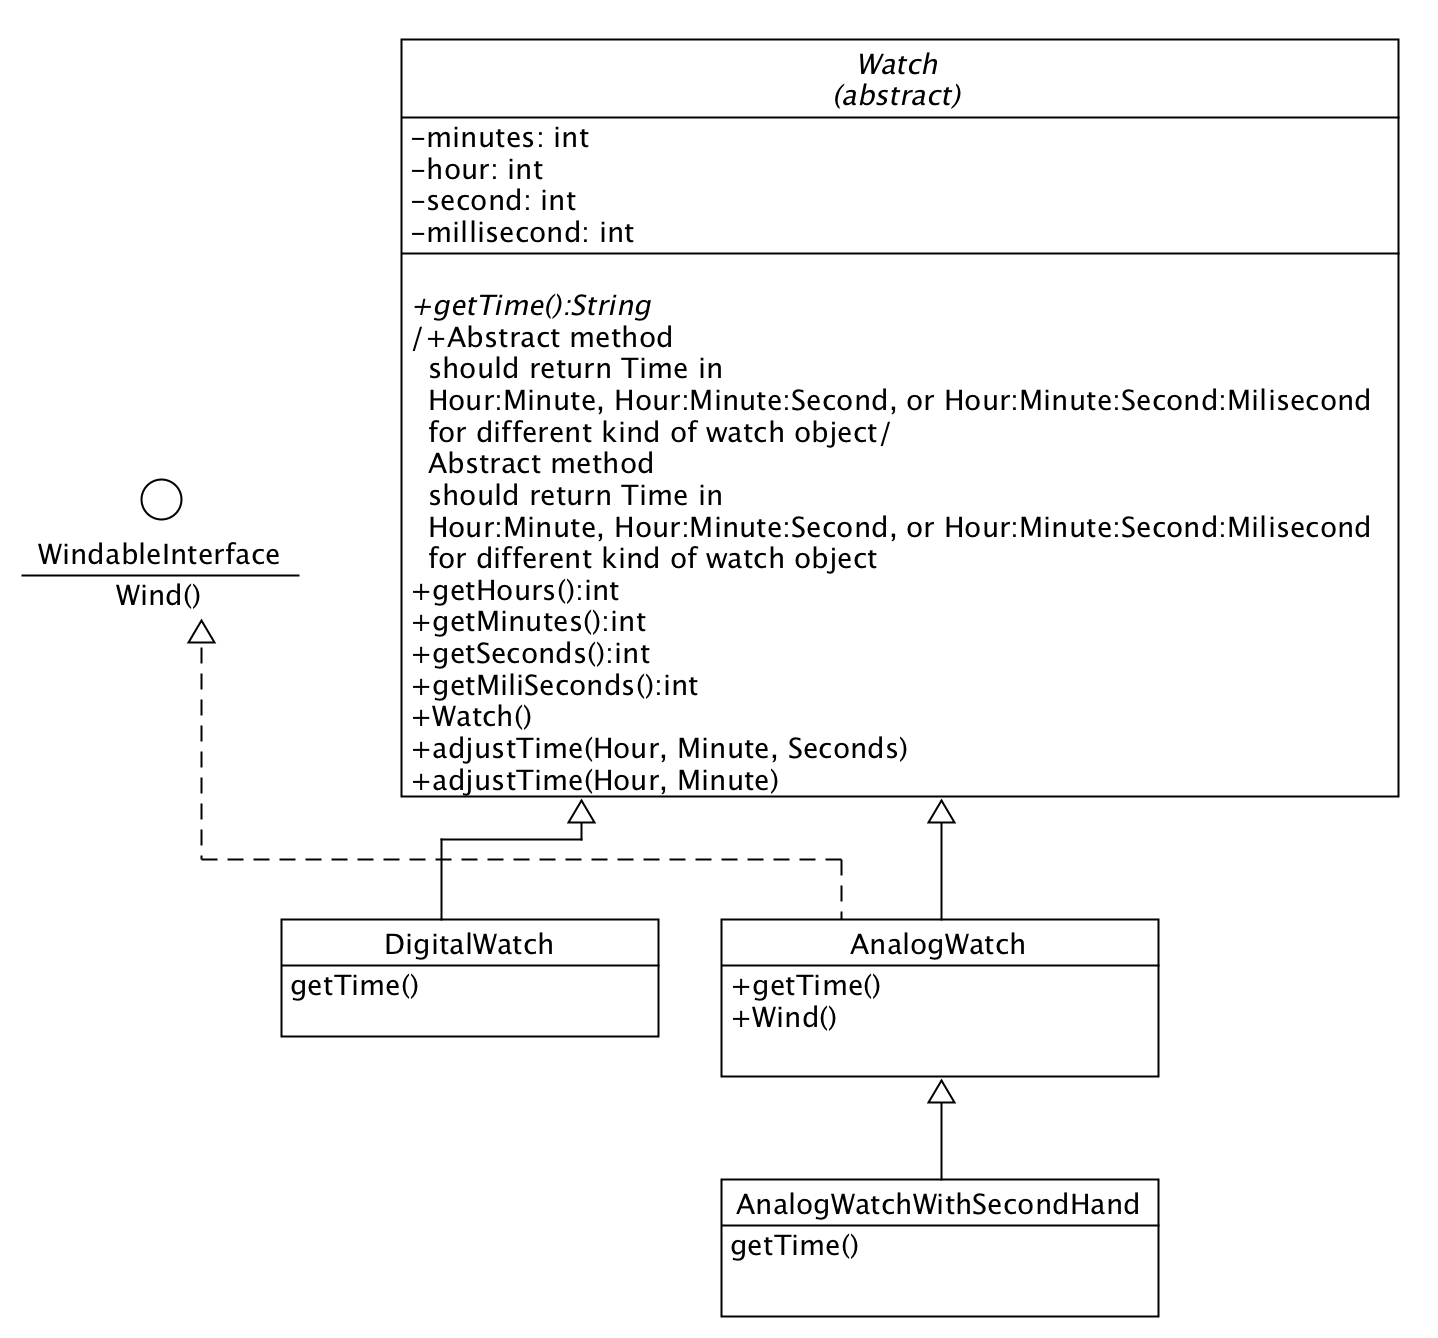 Watch
(abstract)
-minutes: int
-hour: int
-second: int
-millisecond: int
+getTime():String
/+Abstract method
should return Time in
Hour:Minute, Hour:Minute:Second, or Hour:Minute:Second:Milisecond
for different kind of watch object/
Abstract method
should return Time in
Hour:Minute, Hour:Minute:Second, or Hour:Minute:Second:Milisecond
for different kind of watch object
+getHours():int
+getMinutes():int
+getSeconds():int
+getMiliSeconds():int
+Watch()
+adjustTime(Hour, Minute, Seconds)
+adjustTime(Hour, Minute)
WindableInterface
Wind()
DigitalWatch
getTime()
AnalogWatch
+getTime()
+Wind()
AnalogWatchWithSecondHand
getTime()